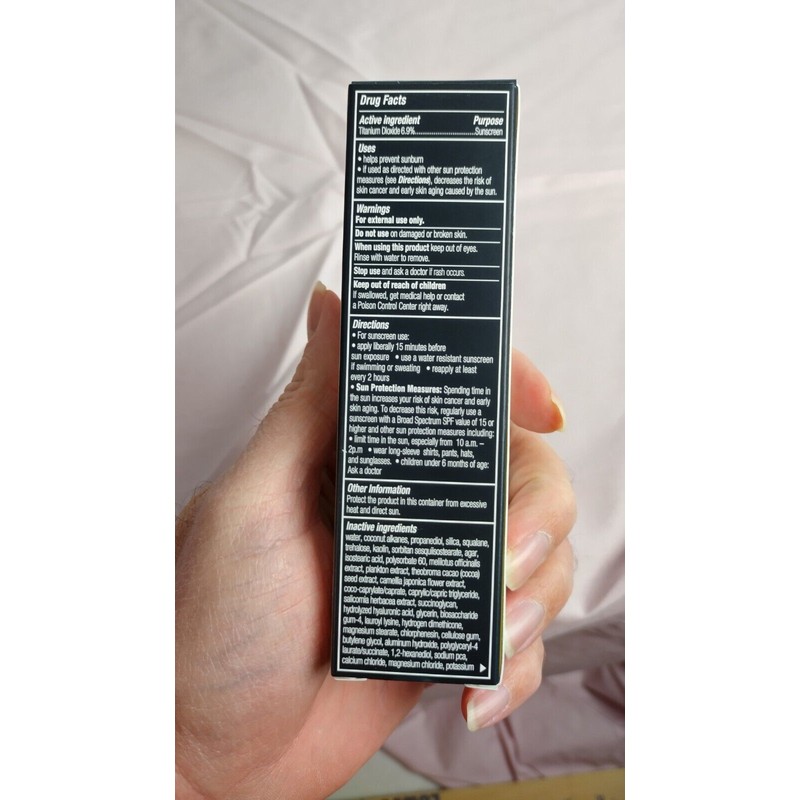 Drug Facts
Active Ingredient Purpose
Titanium Dioxide 6.9%..........................Sunscreen
Uses
• helps prevent sunburn
• if used as directed with other sun protection
measures (see Directions), decreases the risk of
skin cancer and early skin aging caused by the sun.
Warnings
For external use only.
Do not use on damaged or broken skin.
When using this product keep out of eyes.
Rinse with water to remove.
Stop use and ask a doctor if rash occurs.
Keep out of reach of children
If swallowed, get medical help or contact
a Poison Control Center right away.
Directions
• For sunscreen use:
• apply liberally 15 minutes before
sun exposure • use a water resistant sunscreen
if swimming or sweating • reapply at least
every 2 hours
• Sun Protection Measures: Spending time in
the sun increases your risk of skin cancer and early
skin aging. To decrease this risk, regularly use a
sunscreen with a Broad Spectrum SPF value of 15 or
higher and other sun protection measures including:
• limit time in the sun, especially from 10 a.m. –
2p.m • wear long-sleeve shirts, pants, hats,
and sunglasses. • children under 6 months of age:
Ask a doctor
Other Information
Protect the product in this container from excessive
heat and direct sun.
Inactive ingredients
water, coconut alkanes, propanediol, silica, squalane,
trehalose, kaolin, sorbitan sesquiisostearate, agar,
isostearic acid, polysorbate 60, melilotus officinalis
extract, plankton extract, theobroma cacao (cocoa)
seed extract, camellia japonica flower extract,
coco-caprylate/caprate, caprylic/capric triglyceride,
salicornia herbacea extract, succinoglycan,
hydrolyzed hyaluronic acid, glycerin, biosaccharide
gum-4, lauroyl lysine, hydrogen dimethicone,
magnesium stearate, chlorphenesin, cellulose gum,
butylene glycol, aluminum hydroxide, polyglyceryl-4
laurate/succinate, 1,2-hexanediol, sodium pca,
calcium chloride, magnesium chloride, potassium